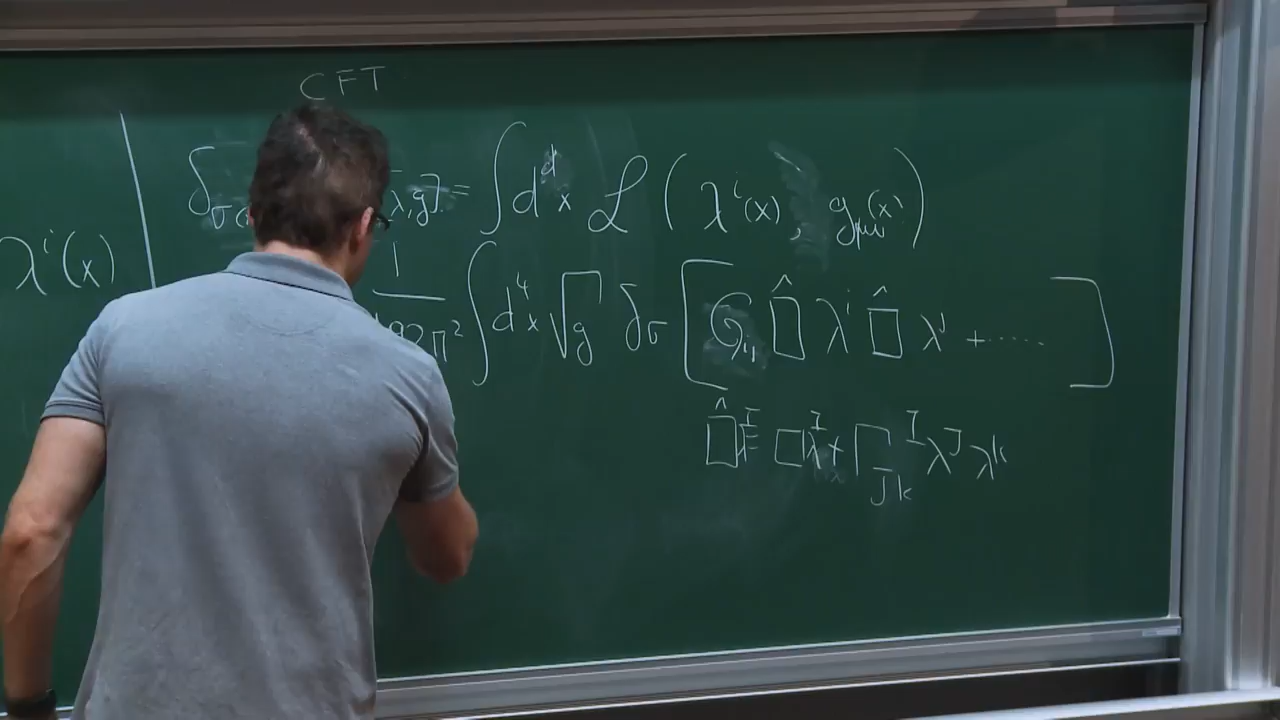 CFT
λ^i(x)
δ_σ λ,g] = ∫ d^d x ℒ ( λ^i(x), g_μν(x) )
1 / 192π² ∫ d^4x √g δσ [ G_ij □̂ λ^i □̂ λ^j + ..... ]
□̂ λ^I = □ λ^I + Γ^I_JK λ^J λ^K